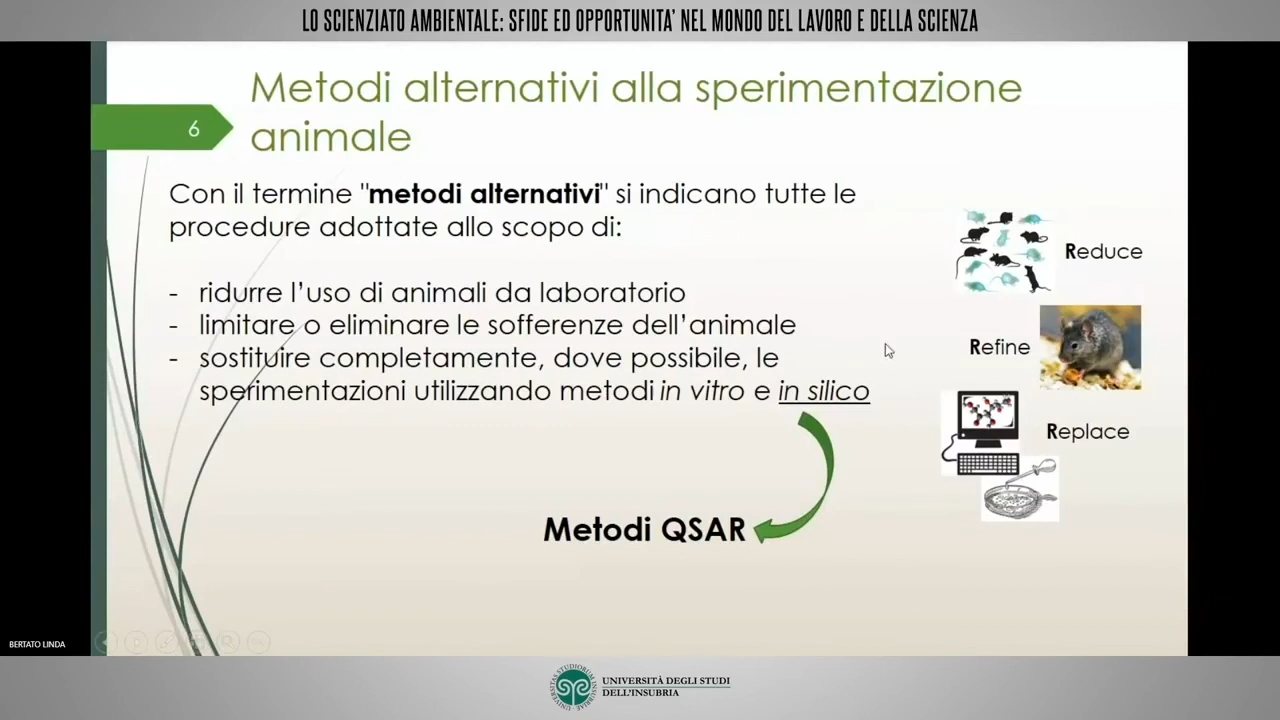 LO SCIENZIATO AMBIENTALE: SFIDE ED OPPORTUNITA' NEL MONDO DEL LAVORO E DELLA SCIENZA
Metodi alternativi alla sperimentazione
animale
6
Con il termine "metodi alternativi" si indicano tutte le
procedure adottate allo scopo di:
- ridurre l'uso di animali da laboratorio
- limitare o eliminare le sofferenze dell'animale
- sostituire completamente, dove possibile, le
sperimentazioni utilizzando metodi in vitro e in silico
Reduce
Refine
Replace
Metodi QSAR
BERTATO LINDA
UNIVERSITÀ DEGLI STUDI
DELL'INSUBRIA